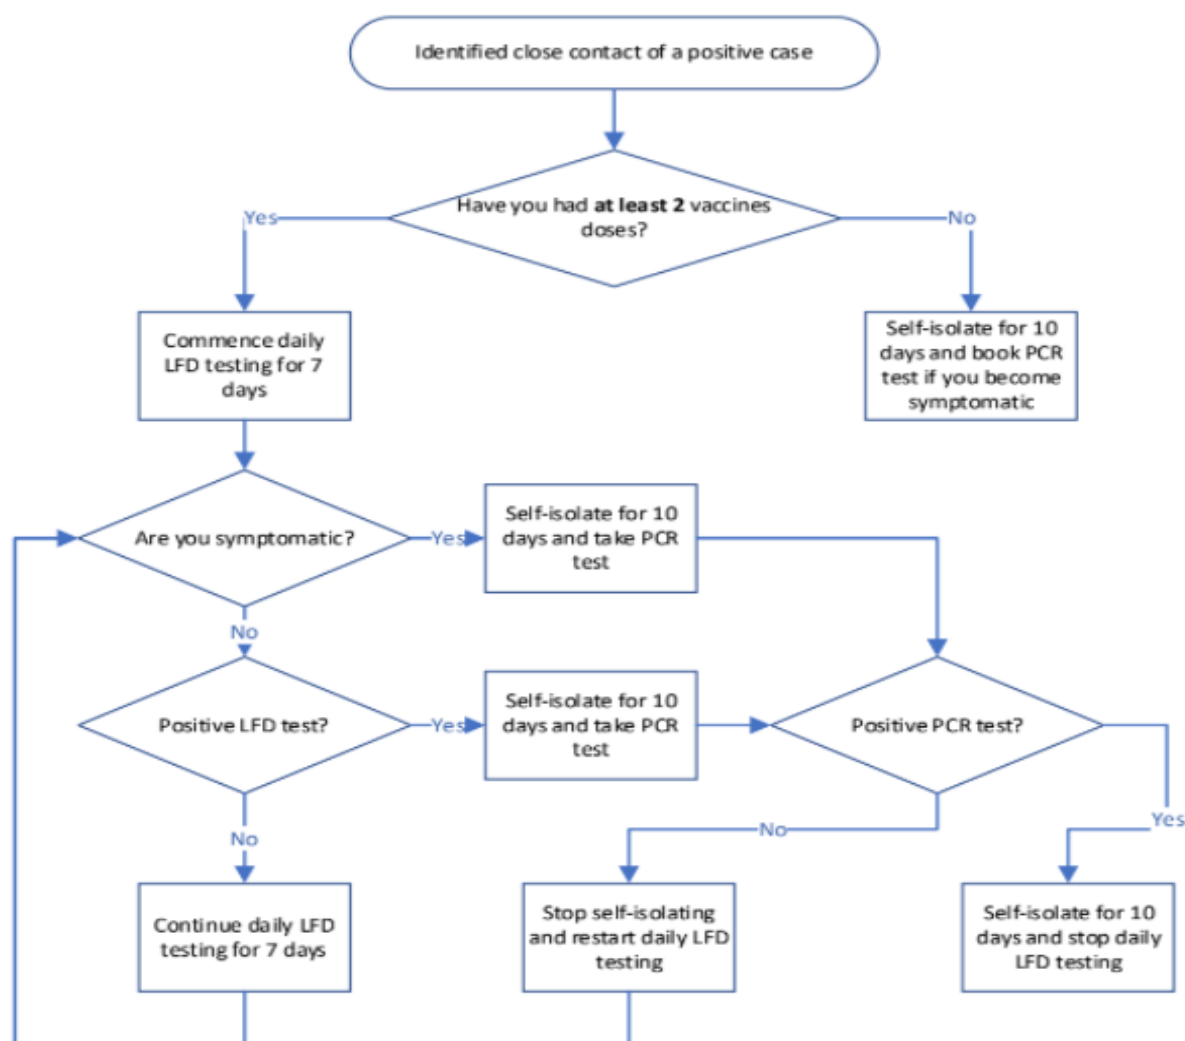 Identified close contact of a positive case
Have you had at least 2 vaccines
doses?
Yes
No
Commence daily
LFD testing for 7
days
Self-isolate for 10
days and book PCR
test if you become
symptomatic
Are you symptomatic?
Yes
Self-isolate for 10
days and take PCR
test
No
Positive LFD test?
Yes
Self-isolate for 10
days and take PCR
test
Positive PCR test?
No
No
Yes
Continue daily LFD
testing for 7 days
Stop self-isolating
and restart daily LFD
testing
Self-isolate for 10
days and stop daily
LFD testing